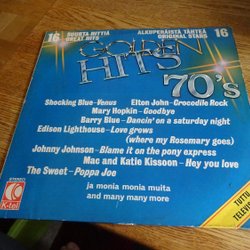 16 SUURTA HITTIÄ GREAT HITS
ALKUPERÄISTÄ TÄHTEÄ ORIGINAL STARS 16
GOLDEN
HITS
70's
Shocking Blue-Venus Elton John-Crocodile Rock
Mary Hopkin-Goodbye
Barry Blue-Dancin' on a saturday night
Edison Lighthouse-Love grows
(where my Rosemary goes)
Johnny Johnson-Blame it on the pony express
Mac and Katie Kissoon-Hey you love
The Sweet-Poppa Joe
ja monia monia muita
and many many more
STEREO
K-tel
TUTTU